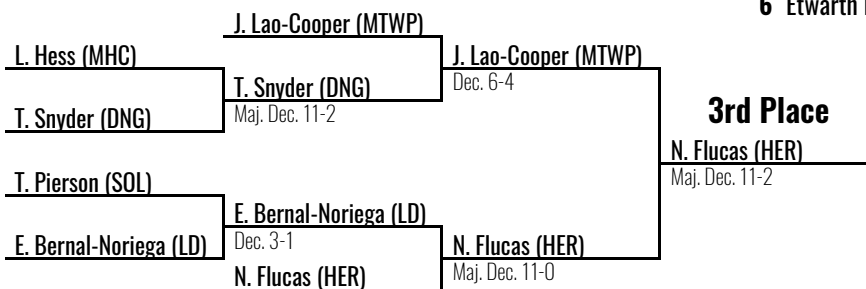 6 Etwarth
J. Lao-Cooper (MTWP)
L. Hess (MHC)
J. Lao-Cooper (MTWP)
Dec. 6-4
T. Snyder (DNG)
Maj. Dec. 11-2
T. Snyder (DNG)
3rd Place
N. Flucas (HER)
Maj. Dec. 11-2
T. Pierson (SOL)
E. Bernal-Noriega (LD)
Dec. 3-1
E. Bernal-Noriega (LD)
N. Flucas (HER)
Maj. Dec. 11-0
N. Flucas (HER)